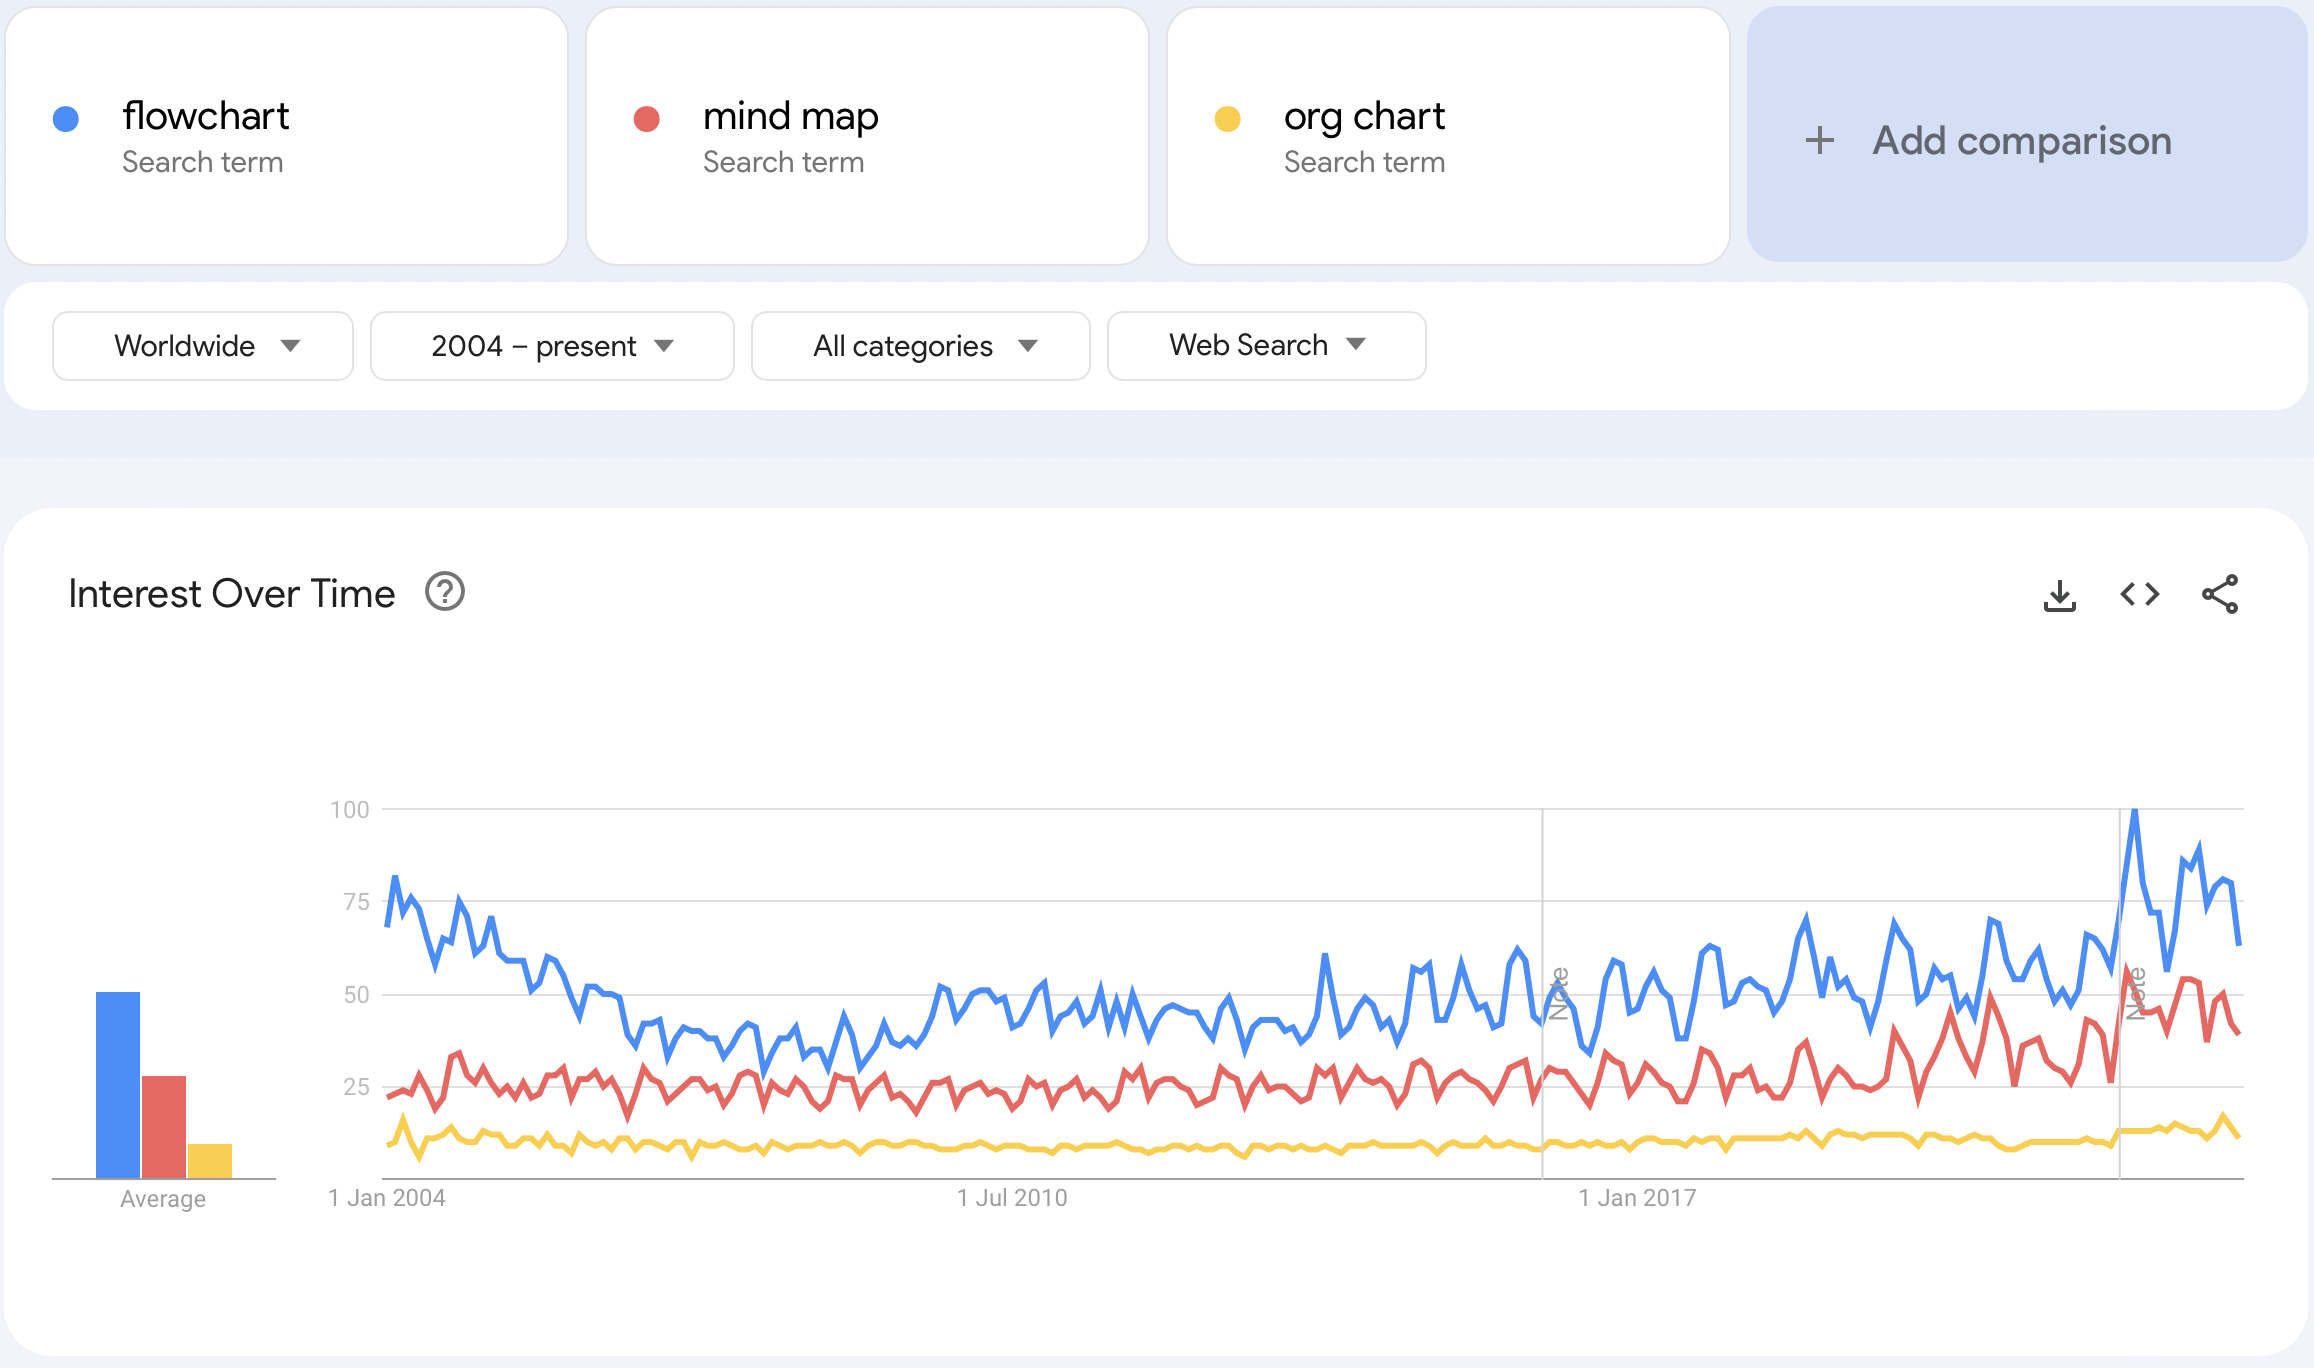 flowchart
Search term
mind map
Search term
org chart
Search term
+ Add comparison
Worldwide
2004 – present
All categories
Web Search
Interest Over Time
100
75
50
25
Note
Note
Average
1 Jan 2004
1 Jul 2010
1 Jan 2017